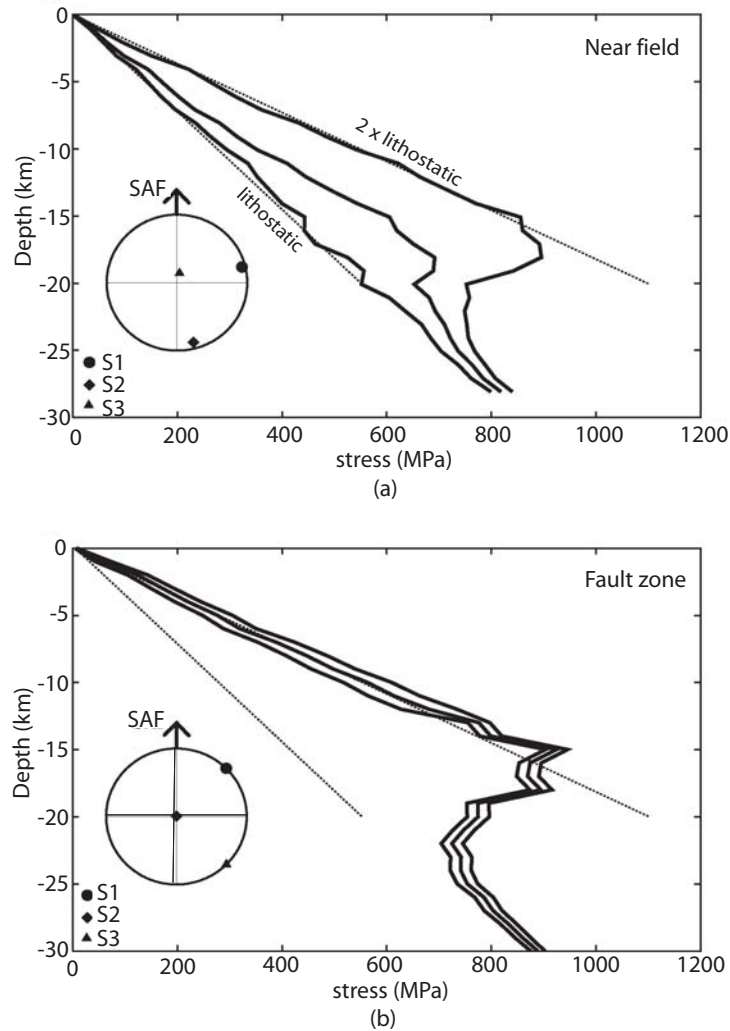 0
-5
-10
-15
-20
-25
-30
Depth (km)
Near field
2 x lithostatic
lithostatic
SAF
S1
S2
S3
0
200
400
600
800
1000
1200
stress (MPa)
(a)
0
-5
-10
-15
-20
-25
-30
Depth (km)
Fault zone
SAF
S1
S2
S3
0
200
400
600
800
1000
1200
stress (MPa)
(b)